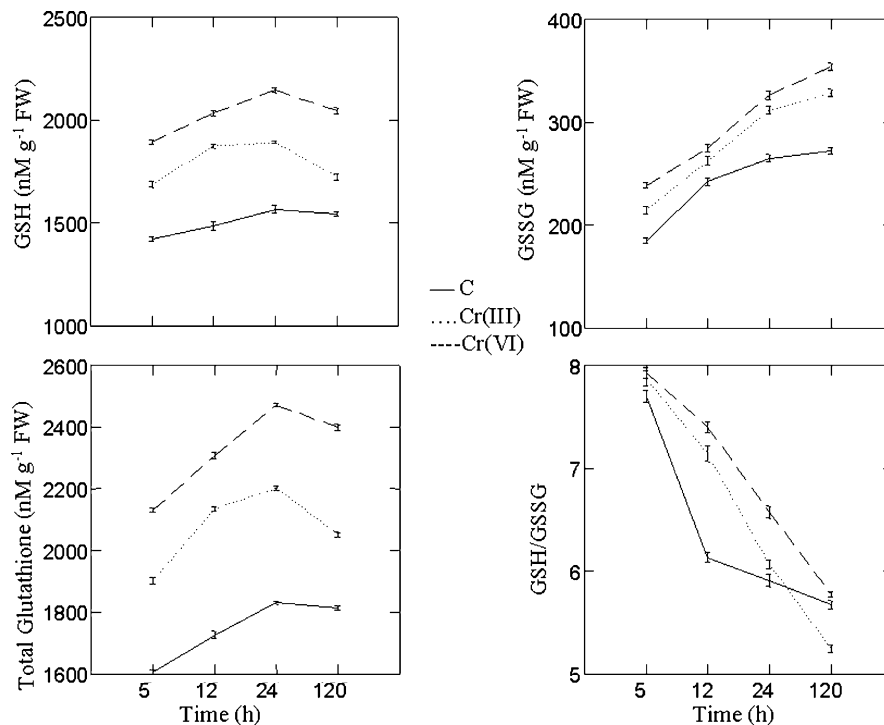 GSH (nM g⁻¹ FW)
2500
2000
1500
1000
GSSG (nM g⁻¹ FW)
400
300
200
100
C
Cr(III)
Cr(VI)
Total Glutathione (nM g⁻¹ FW)
2600
2400
2200
2000
1800
1600
5 12 24 120
Time (h)
GSH/GSSG
8
7
6
5
5 12 24 120
Time (h)